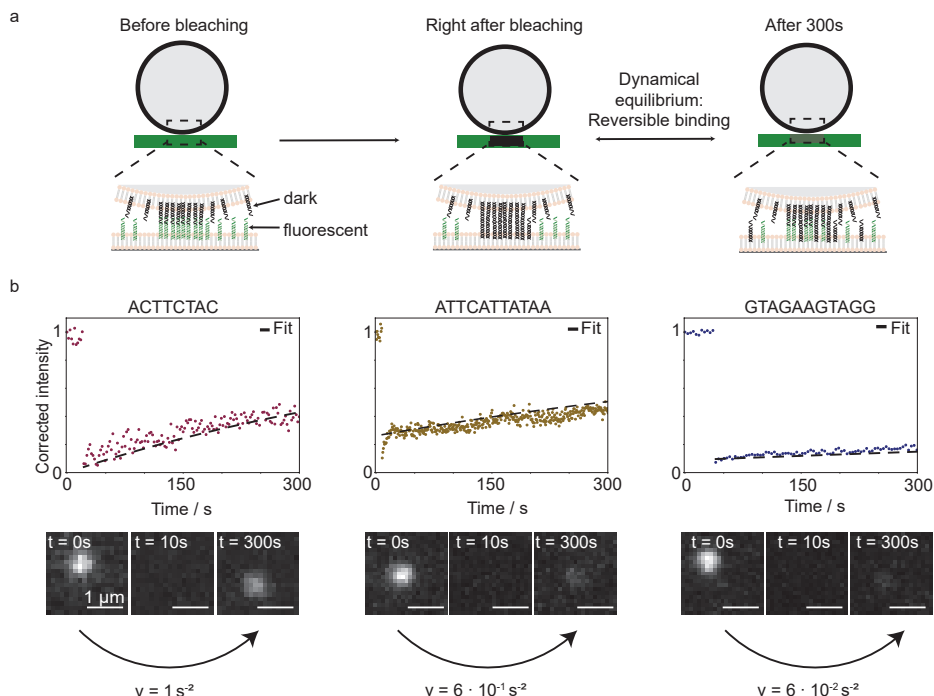 a
Before bleaching
Right after bleaching
After 300s
Dynamical
equilibrium:
Reversible binding
dark
fluorescent
b
ACTTCTAC
ATTCATTATAA
GTAGAAGTAGG
Corrected intensity
1
0
0
150
300
Time / s
Fit
1
0
0
150
300
Time / s
Fit
1
0
0
150
300
Time / s
Fit
t = 0s
t = 10s
t = 300s
1 μm
t = 0s
t = 10s
t = 300s
t = 0s
t = 10s
t = 300s
ν = 1 s⁻²
ν = 6 · 10⁻¹ s⁻²
ν = 6 · 10⁻² s⁻²